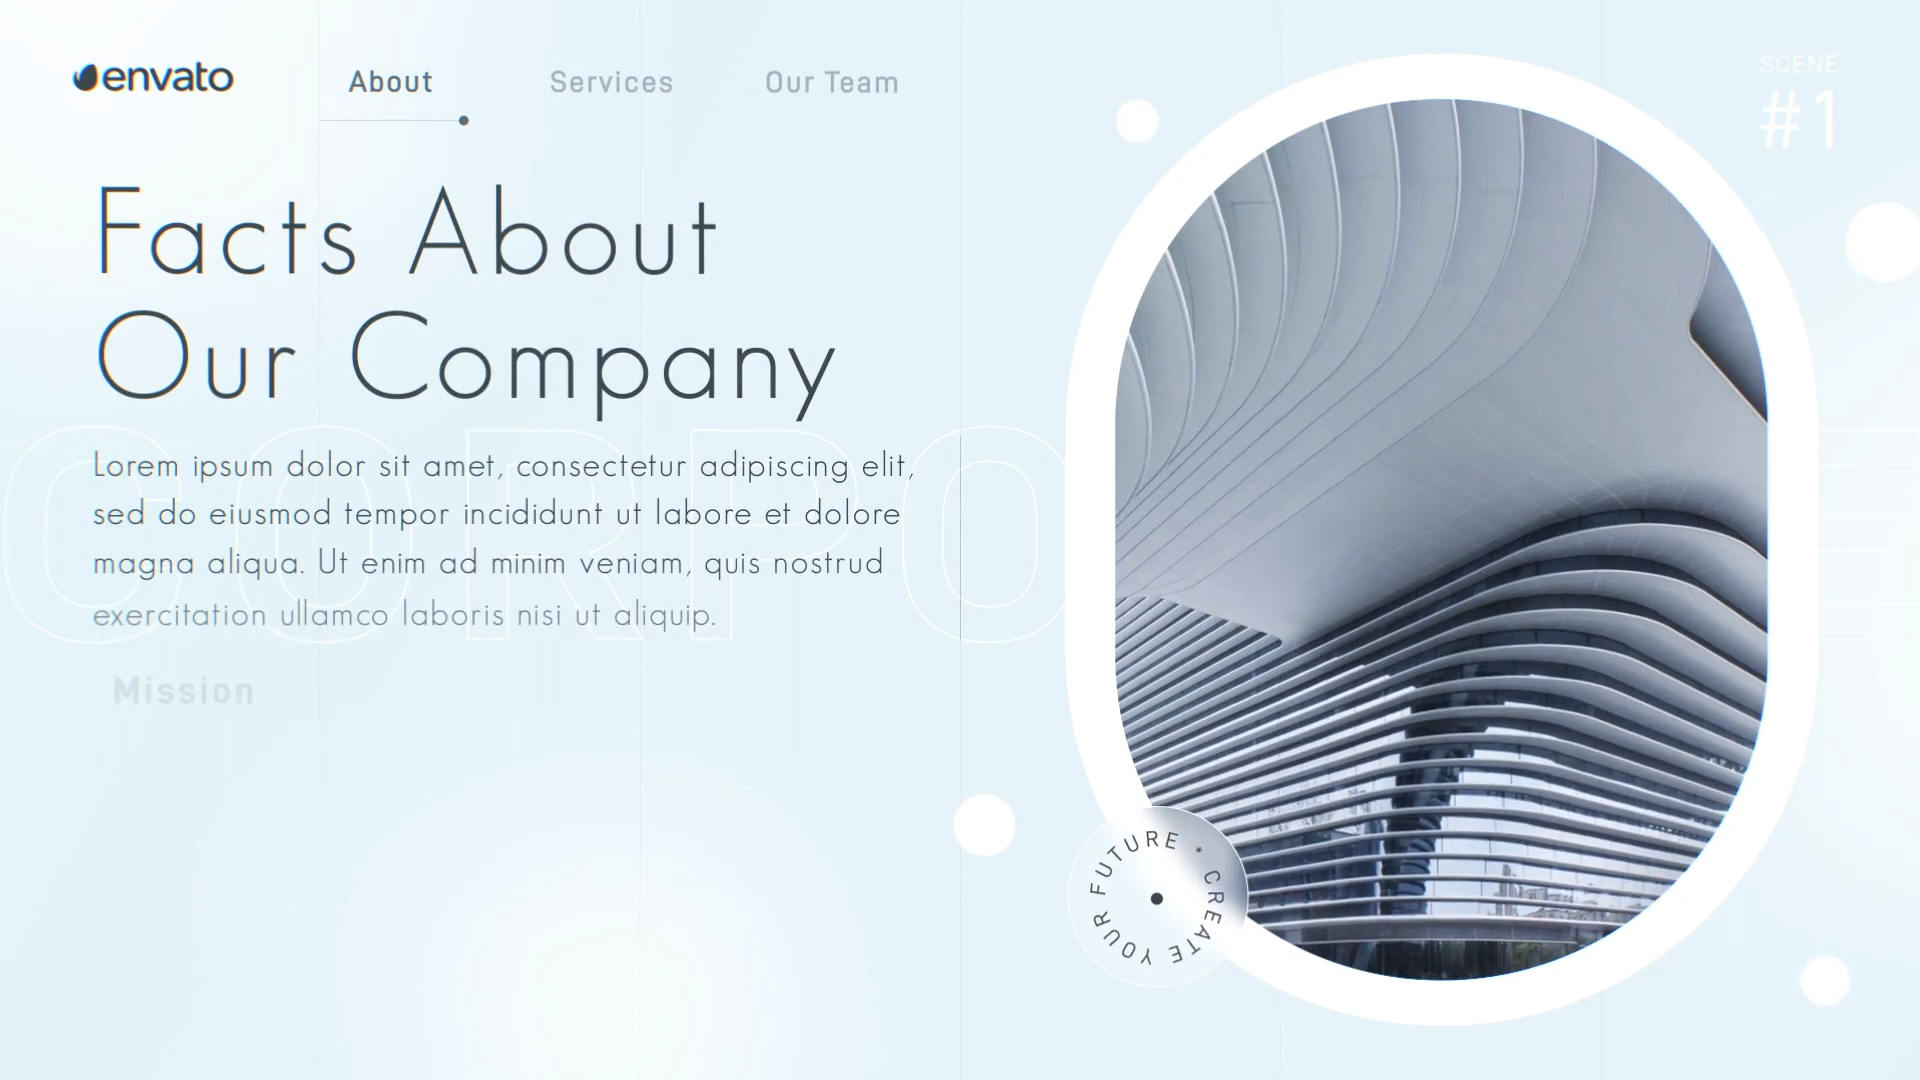 envato
About
Services
Our Team
SCENE
#1
Facts About
Our Company
CORPO
Lorem ipsum dolor sit amet, consectetur adipiscing elit,
sed do eiusmod tempor incididunt ut labore et dolore
magna aliqua. Ut enim ad minim veniam, quis nostrud
exercitation ullamco laboris nisi ut aliquip.
Mission
CREATE YOUR FUTURE *